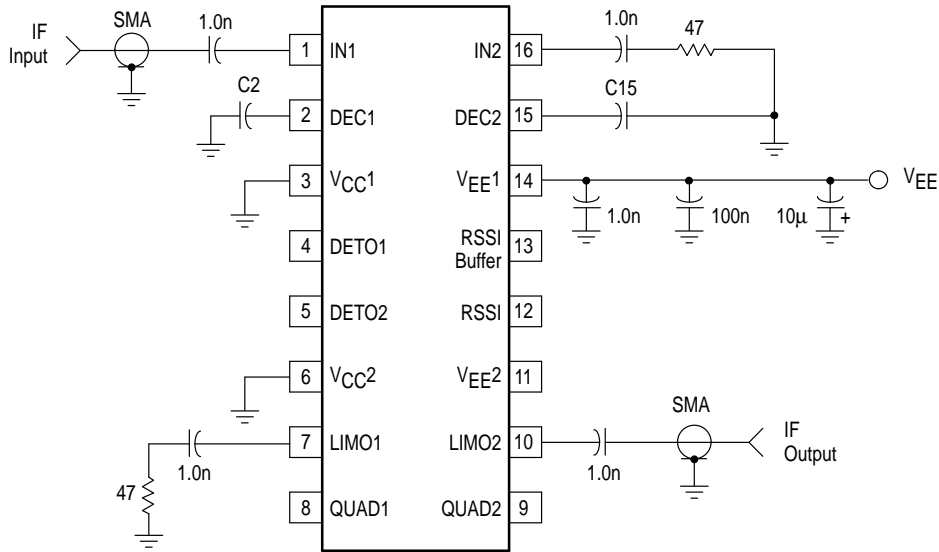 IF
Input
SMA
1.0n
1
IN1
IN2
16
1.0n
47
C2
2
DEC1
DEC2
15
C15
3
VCC1
VEE1
14
VEE
1.0n
100n
10µ
+
4
DETO1
RSSI
Buffer
13
5
DETO2
RSSI
12
6
VCC2
VEE2
11
7
LIMO1
LIMO2
10
SMA
IF
Output
1.0n
1.0n
47
8
QUAD1
QUAD2
9